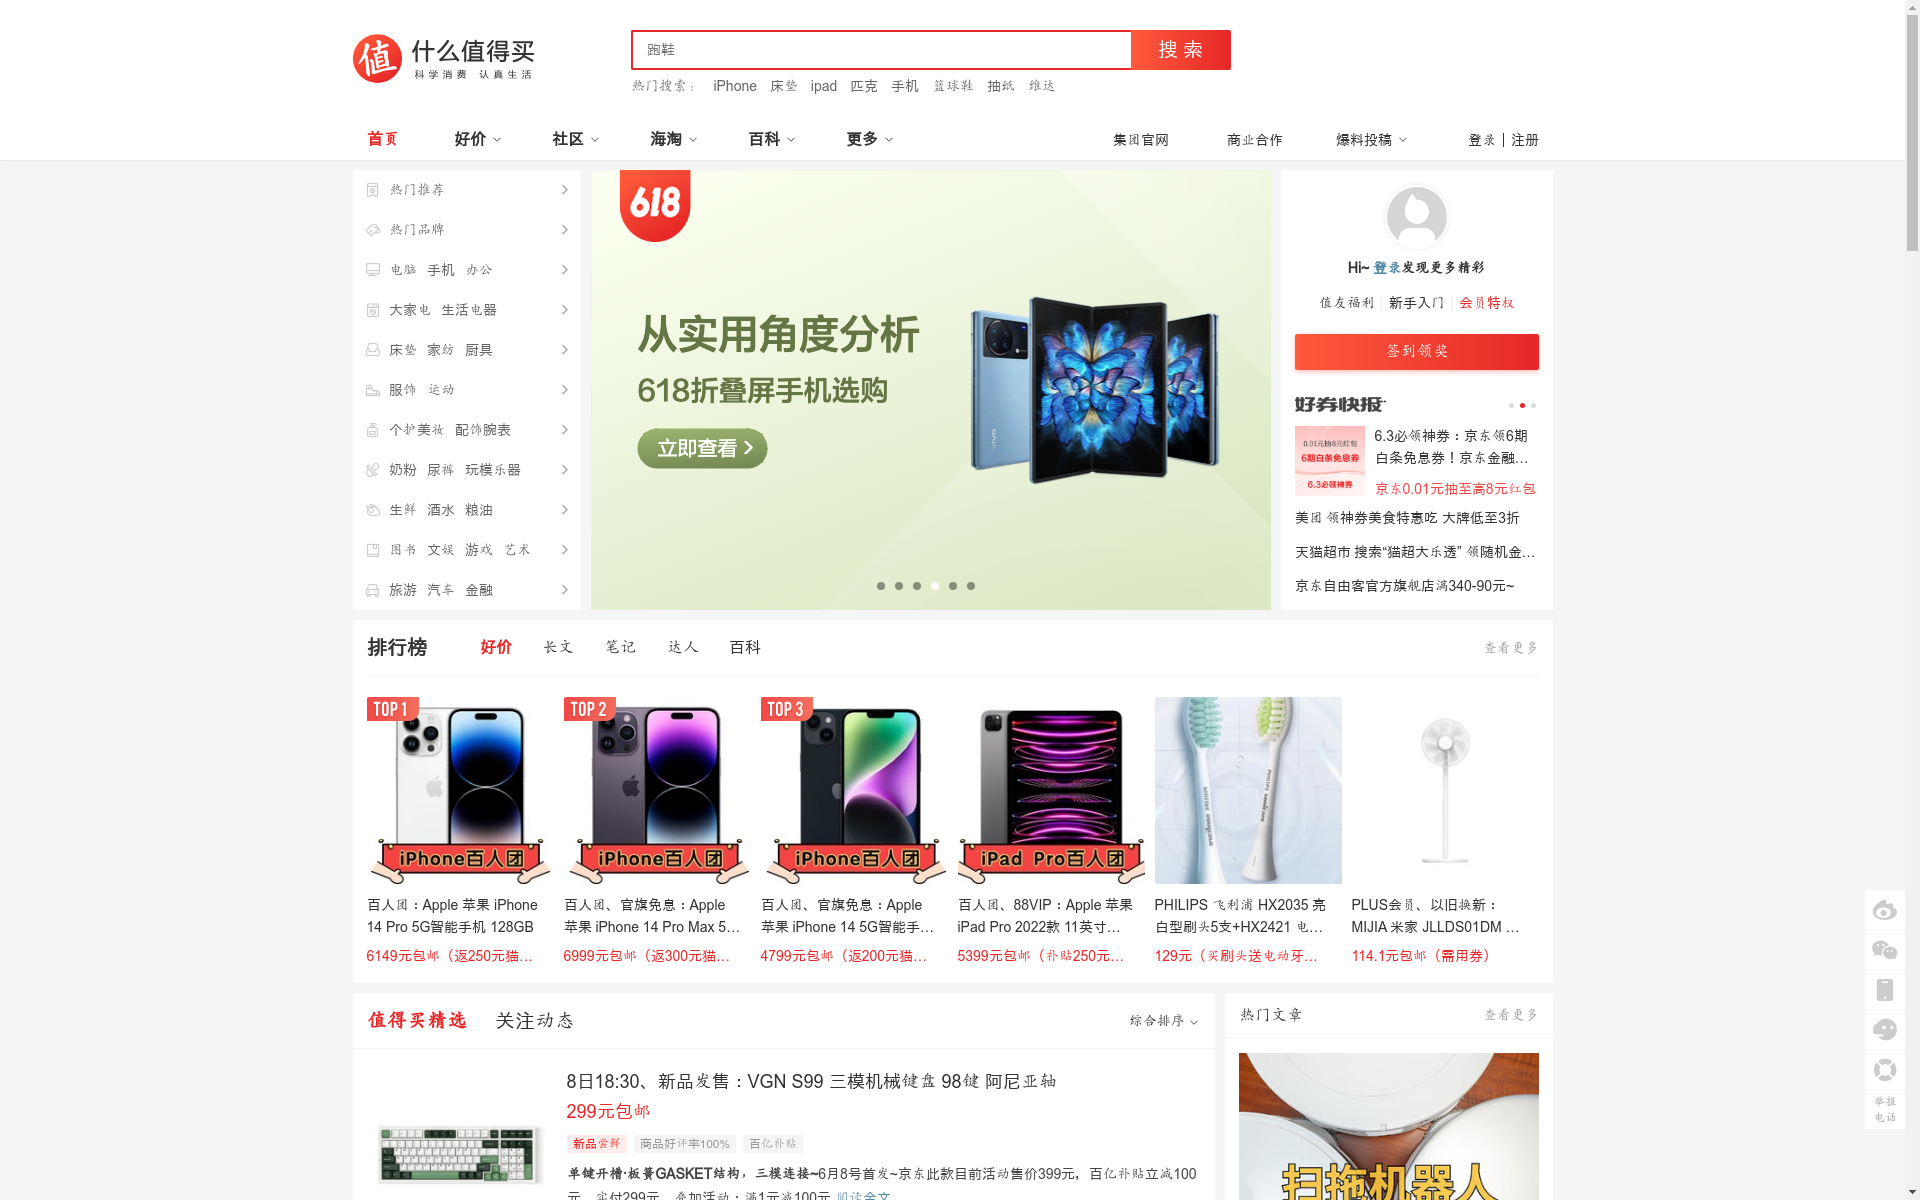 值 什么值得买
科学消费 认真生活
跑鞋
搜 索
热门搜索： iPhone 床垫 ipad 匹克 手机 篮球鞋 抽纸 维达
首页 好价 社区 海淘 百科 更多 集团官网 商业合作 爆料投稿 登录 | 注册
热门推荐
热门品牌
电脑 手机 办公
大家电 生活电器
床垫 家纺 厨具
服饰 运动
个护美妆 配饰腕表
奶粉 尿裤 玩模乐器
生鲜 酒水 粮油
图书 文娱 游戏 艺术
旅游 汽车 金融
618
从实用角度分析
618折叠屏手机选购
立即查看
vivo
Hi~ 登录发现更多精彩
值友福利 新手入门 会员特权
签到领奖
好券快报
0.01元抽8元红包
6期白条免息券
6.3必领神券
6.3必领神券：京东领6期
白条免息券！京东金融...
京东0.01元抽至高8元红包
美团 领神券美食特惠吃 大牌低至3折
天猫超市 搜索“猫超大乐透” 领随机金...
京东自由客官方旗舰店满340-90元~
排行榜 好价 长文 笔记 达人 百科 查看更多
TOP 1
iPhone百人团
百人团：Apple 苹果 iPhone
14 Pro 5G智能手机 128GB
6149元包邮（返250元猫...
TOP 2
iPhone百人团
百人团、官旗免息：Apple
苹果 iPhone 14 Pro Max 5...
6999元包邮（返300元猫...
TOP 3
iPhone百人团
百人团、官旗免息：Apple
苹果 iPhone 14 5G智能手...
4799元包邮（返200元猫...
iPad Pro百人团
百人团、88VIP：Apple 苹果
iPad Pro 2022款 11英寸...
5399元包邮（补贴250元...
PHILIPS sonicare
PHILIPS 飞利浦 HX2035 亮
白型刷头5支+HX2421 电...
129元（买刷头送电动牙...
PLUS会员、以旧换新：
MIJIA 米家 JLLDS01DM ...
114.1元包邮（需用券）
值得买精选 关注动态 综合排序
8日18:30、新品发售：VGN S99 三模机械键盘 98键 阿尼亚轴
299元包邮
新品尝鲜 商品好评率100% 百亿补贴
单键开槽·板簧GASKET结构，三模连接~6月8号首发~京东此款目前活动售价399元，百亿补贴立减100
元，实付299元。叠加活动：满1元减100元 阅读全文
热门文章 查看更多
扫拖机器人
举报
电话